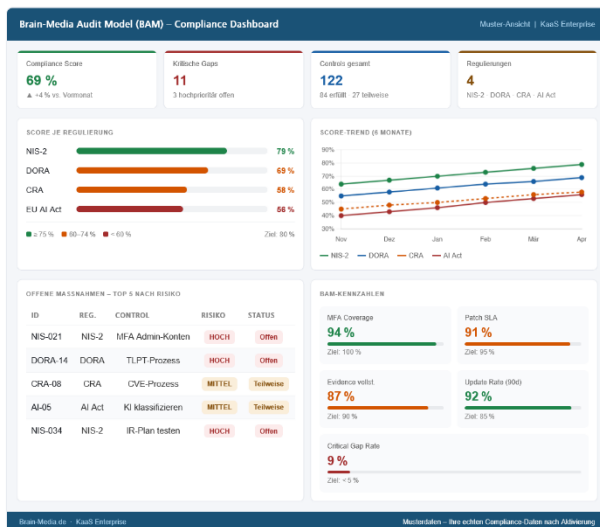 Brain-Media Audit Model (BAM) – Compliance Dashboard
Muster-Ansicht | KaaS Enterprise
Compliance Score
69 %
▲ +4 % vs. Vormonat
Kritische Gaps
11
3 hochpriorität offen
Controls gesamt
122
84 erfüllt · 27 teilweise
Regulierungen
4
NIS-2 · DORA · CRA · AI Act
SCORE JE REGULIERUNG
NIS-2 79 %
DORA 69 %
CRA 58 %
EU AI Act 56 %
≥ 75 % 60–74 % < 60 % Ziel: 80 %
SCORE-TREND (6 MONATE)
90%
80%
70%
60%
50%
40%
30%
Nov Dez Jan Feb Mär Apr
NIS-2 DORA CRA AI Act
OFFENE MASSNAHMEN – TOP 5 NACH RISIKO
ID REG. CONTROL RISIKO STATUS
NIS-021 NIS-2 MFA Admin-Konten HOCH Offen
DORA-14 DORA TLPT-Prozess HOCH Offen
CRA-08 CRA CVE-Prozess MITTEL Teilweise
AI-05 AI Act KI klassifizieren MITTEL Teilweise
NIS-034 NIS-2 IR-Plan testen HOCH Offen
BAM-KENNZAHLEN
MFA Coverage
94 %
Ziel: 100 %
Patch SLA
91 %
Ziel: 95 %
Evidence vollst.
87 %
Ziel: 90 %
Update Rate (90d)
92 %
Ziel: 85 %
Critical Gap Rate
9 %
Ziel: < 5 %
Brain-Media.de · KaaS Enterprise
Musterdaten – Ihre echten Compliance-Daten nach Aktivierung